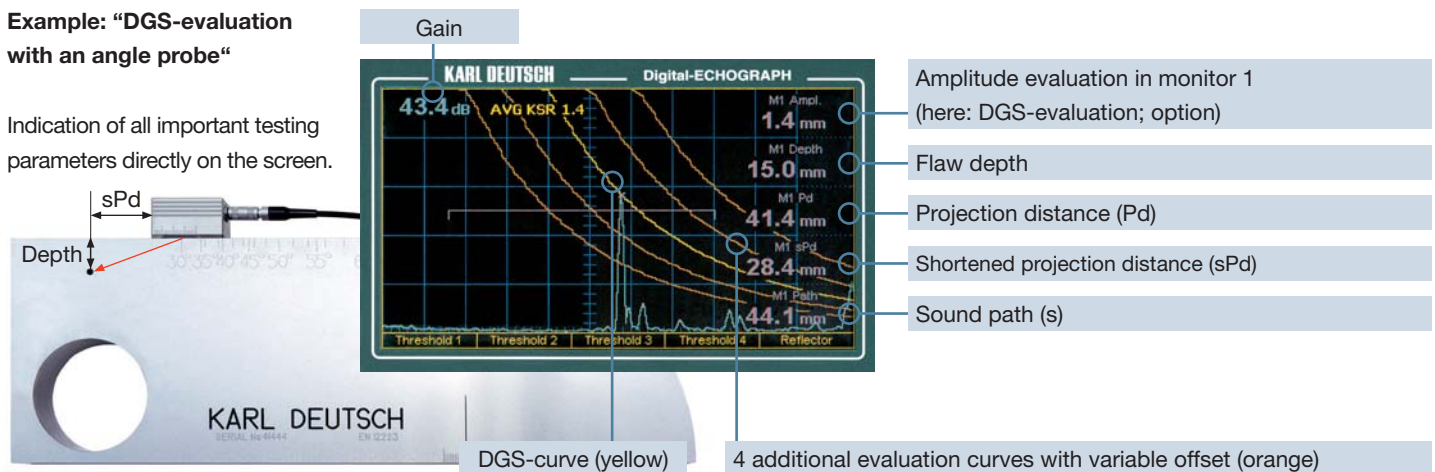 Example: “DGS-evaluation
with an angle probe“
Indication of all important testing
parameters directly on the screen.
sPd
Depth
30°35°40°45°50° 55°
KARL DEUTSCH
EN 12223
Gain
KARL DEUTSCH Digital-ECHOGRAPH
43.4 dB AVG KSR 1.4
M1 Ampl.
1.4 mm
M1 Depth
15.0 mm
M1 Pd
41.4 mm
M1 sPd
28.4 mm
M1 Path
44.1 mm
Threshold 1 Threshold 2 Threshold 3 Threshold 4 Reflector
Amplitude evaluation in monitor 1
(here: DGS-evaluation; option)
Flaw depth
Projection distance (Pd)
Shortened projection distance (sPd)
Sound path (s)
DGS-curve (yellow)
4 additional evaluation curves with variable offset (orange)